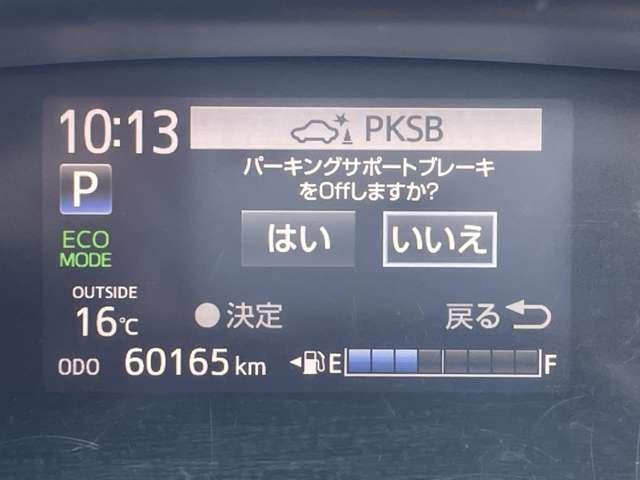 10:13
PKSB
パーキングサポートブレーキ
をOffしますか?
P
はい いいえ
ECO
MODE
OUTSIDE
16℃
決定 戻る
ODO 60165 km E F